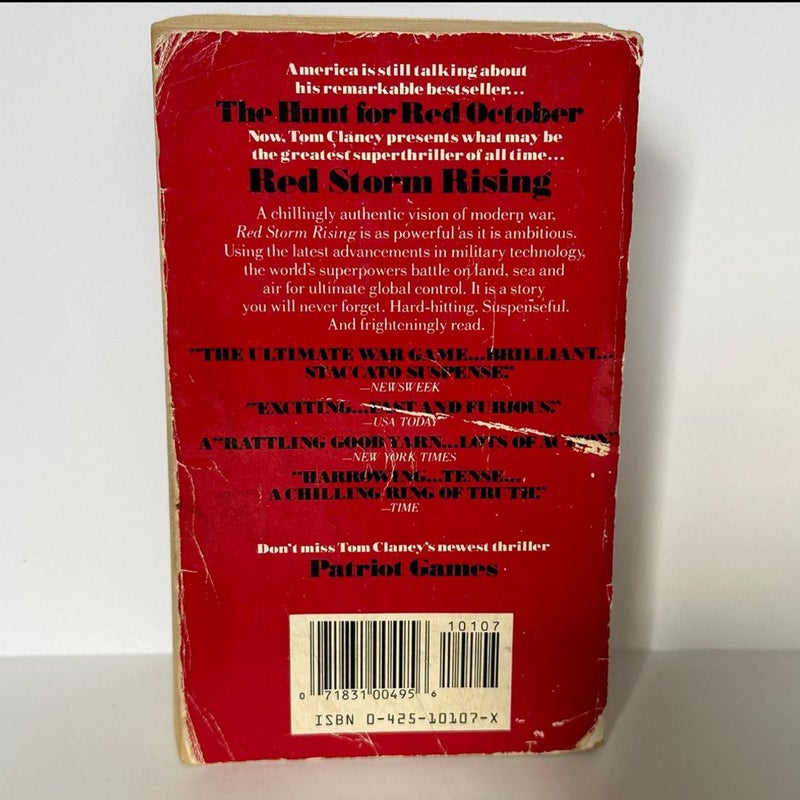 America is still talking about
his remarkable bestseller...
The Hunt for Red October
Now, Tom Clancy presents what may be
the greatest superthriller of all time...
Red Storm Rising
A chillingly authentic vision of modern war,
Red Storm Rising is as powerful as it is ambitious.
Using the latest advancements in military technology,
the world's superpowers battle on land, sea and
air for ultimate global control. It is a story
you will never forget. Hard-hitting. Suspenseful.
And frighteningly read.
"THE ULTIMATE WAR GAME...BRILLIANT...
STACCATO SUSPENSE."
—NEWSWEEK
"EXCITING...FAST AND FURIOUS."
—USA TODAY
A "RATTLING GOOD YARN...LOTS OF ACTION."
—NEW YORK TIMES
"HARROWING...TENSE...
A CHILLING RING OF TRUTH."
—TIME
Don't miss Tom Clancy's newest thriller
Patriot Games
10107
0 71831 00495 6
ISBN 0-425-10107-X